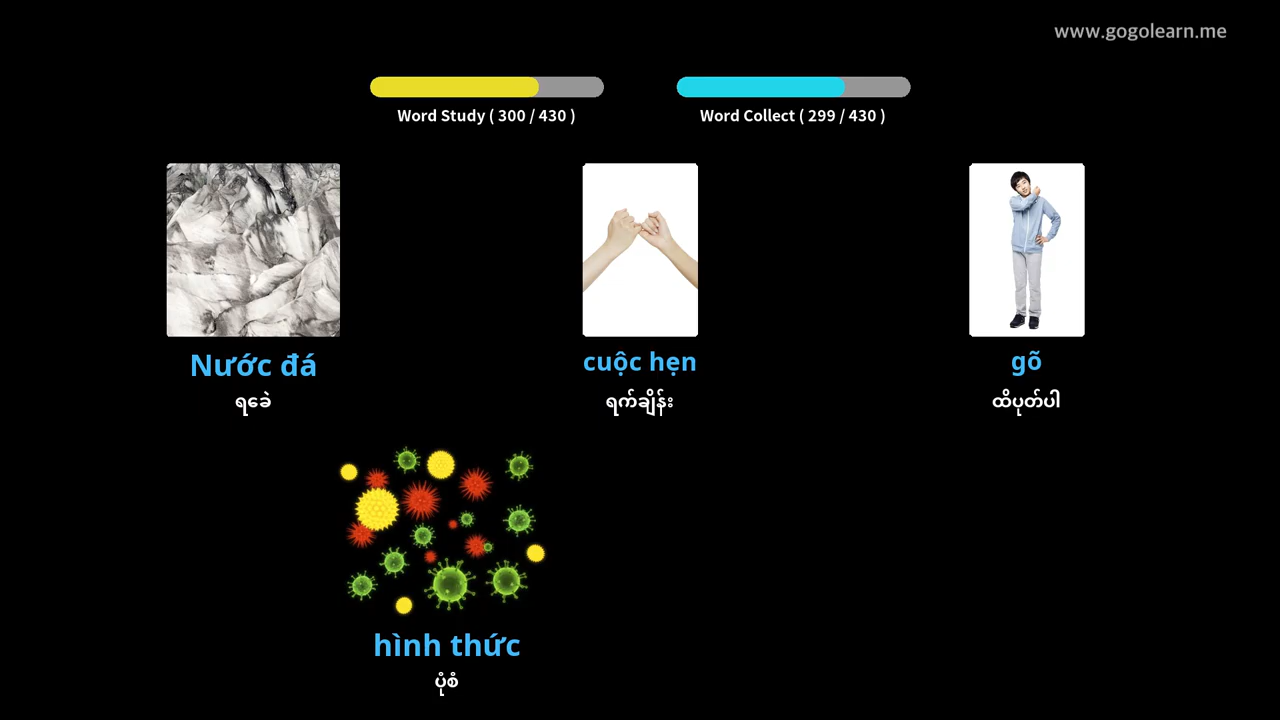 www.gogolearn.me
Word Study ( 300 / 430 )
Word Collect ( 299 / 430 )
Nước đá
ရခေဲ
cuộc hẹn
ရက်ချိန်း
gõ
ထိပုတ်ပါ
hình thức
ပုံစံ